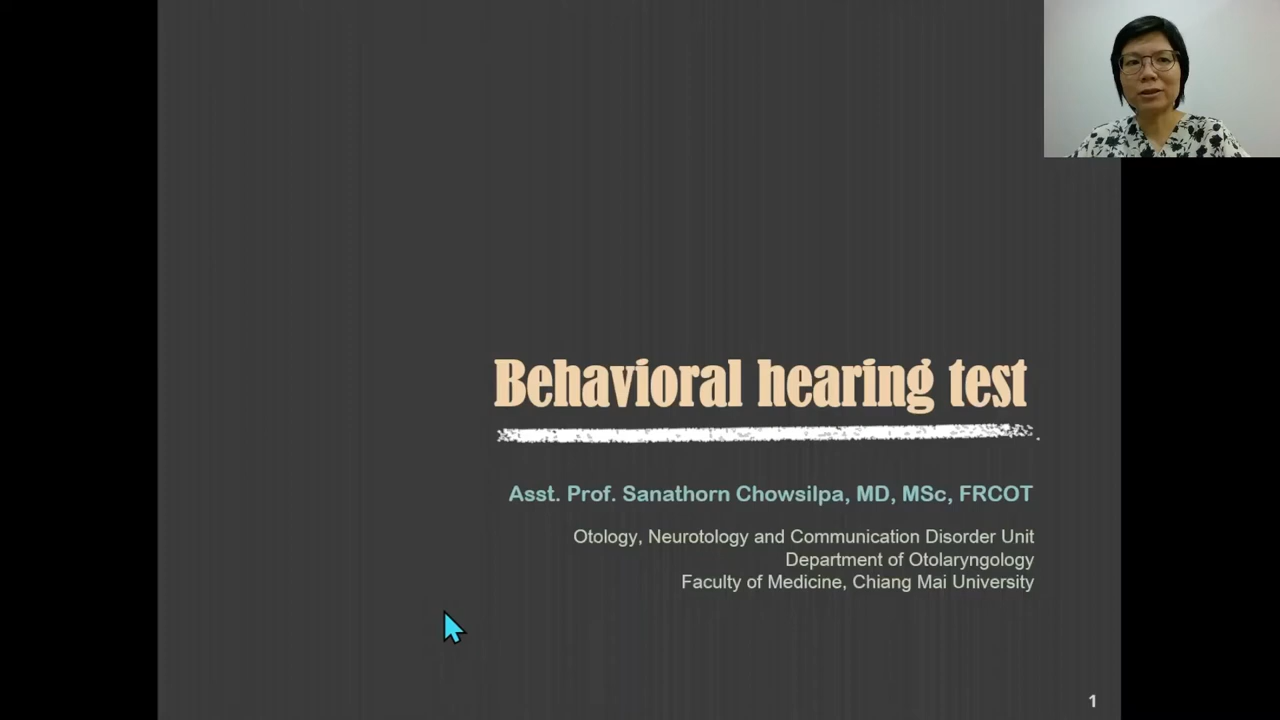 Behavioral hearing test
Asst. Prof. Sanathorn Chowsilpa, MD, MSc, FRCOT
Otology, Neurotology and Communication Disorder Unit
Department of Otolaryngology
Faculty of Medicine, Chiang Mai University
1